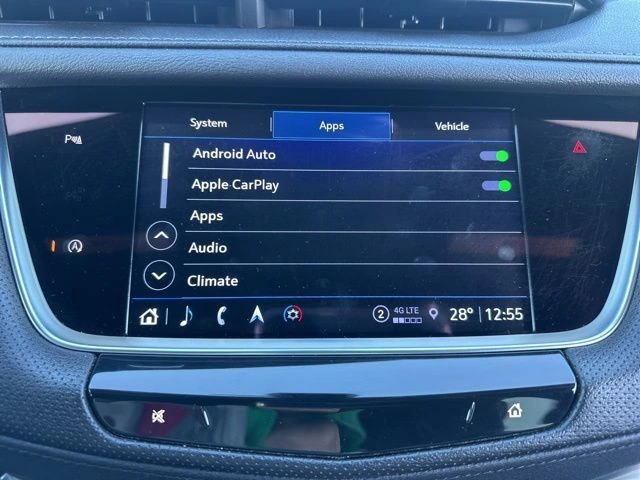 System Apps Vehicle
P
Android Auto
Apple CarPlay
Apps
Audio
A
Climate
2 4G LTE 28° 12:55